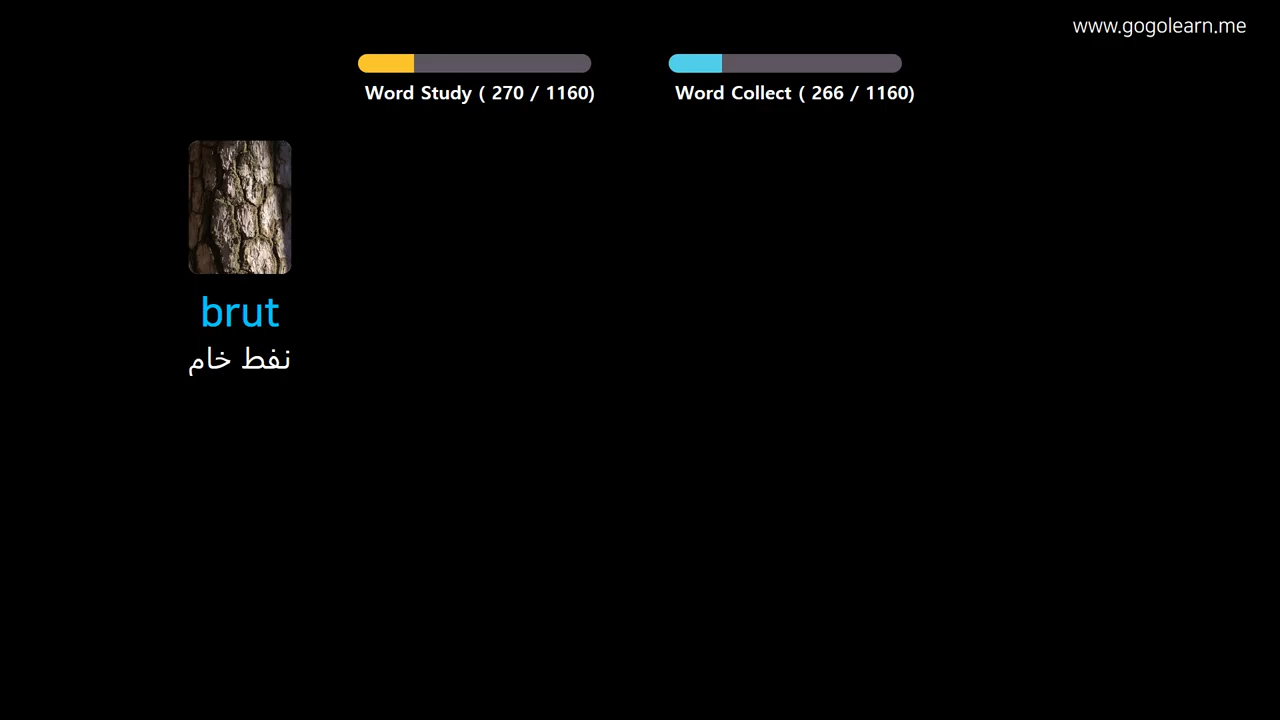 www.gogolearn.me
Word Study ( 270 / 1160)
Word Collect ( 266 / 1160)
brut
نفط خام